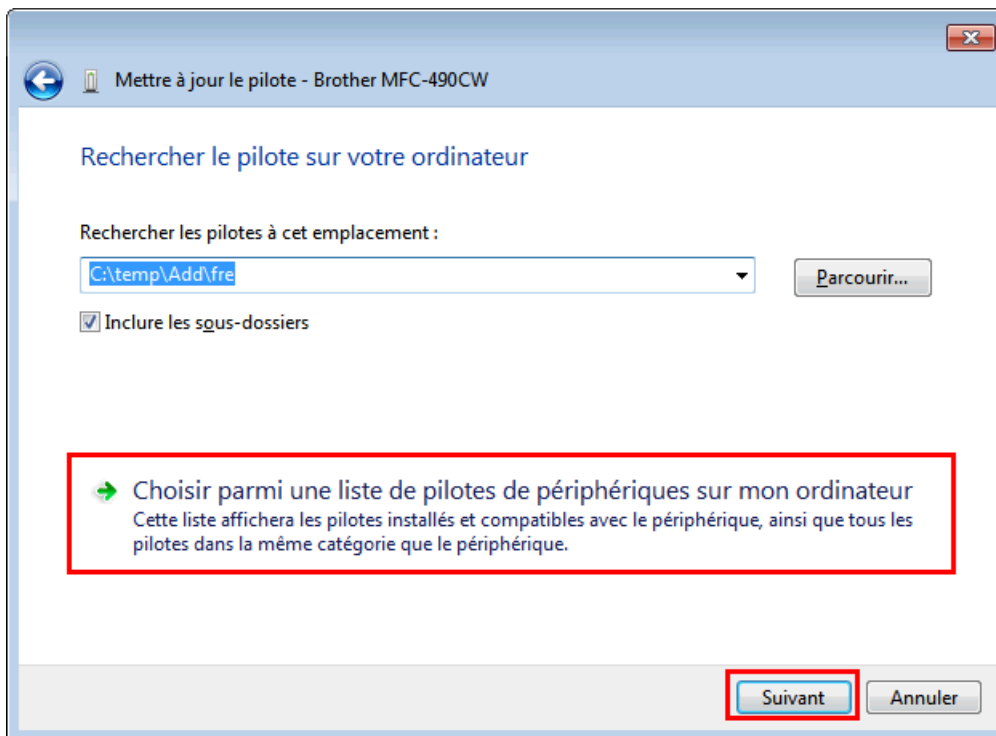 Mettre à jour le pilote - Brother MFC-490CW
Rechercher le pilote sur votre ordinateur
Rechercher les pilotes à cet emplacement :
C:\temp\Add\fre
Parcourir...
Inclure les sous-dossiers
Choisir parmi une liste de pilotes de périphériques sur mon ordinateur
Cette liste affichera les pilotes installés et compatibles avec le périphérique, ainsi que tous les
pilotes dans la même catégorie que le périphérique.
Suivant
Annuler